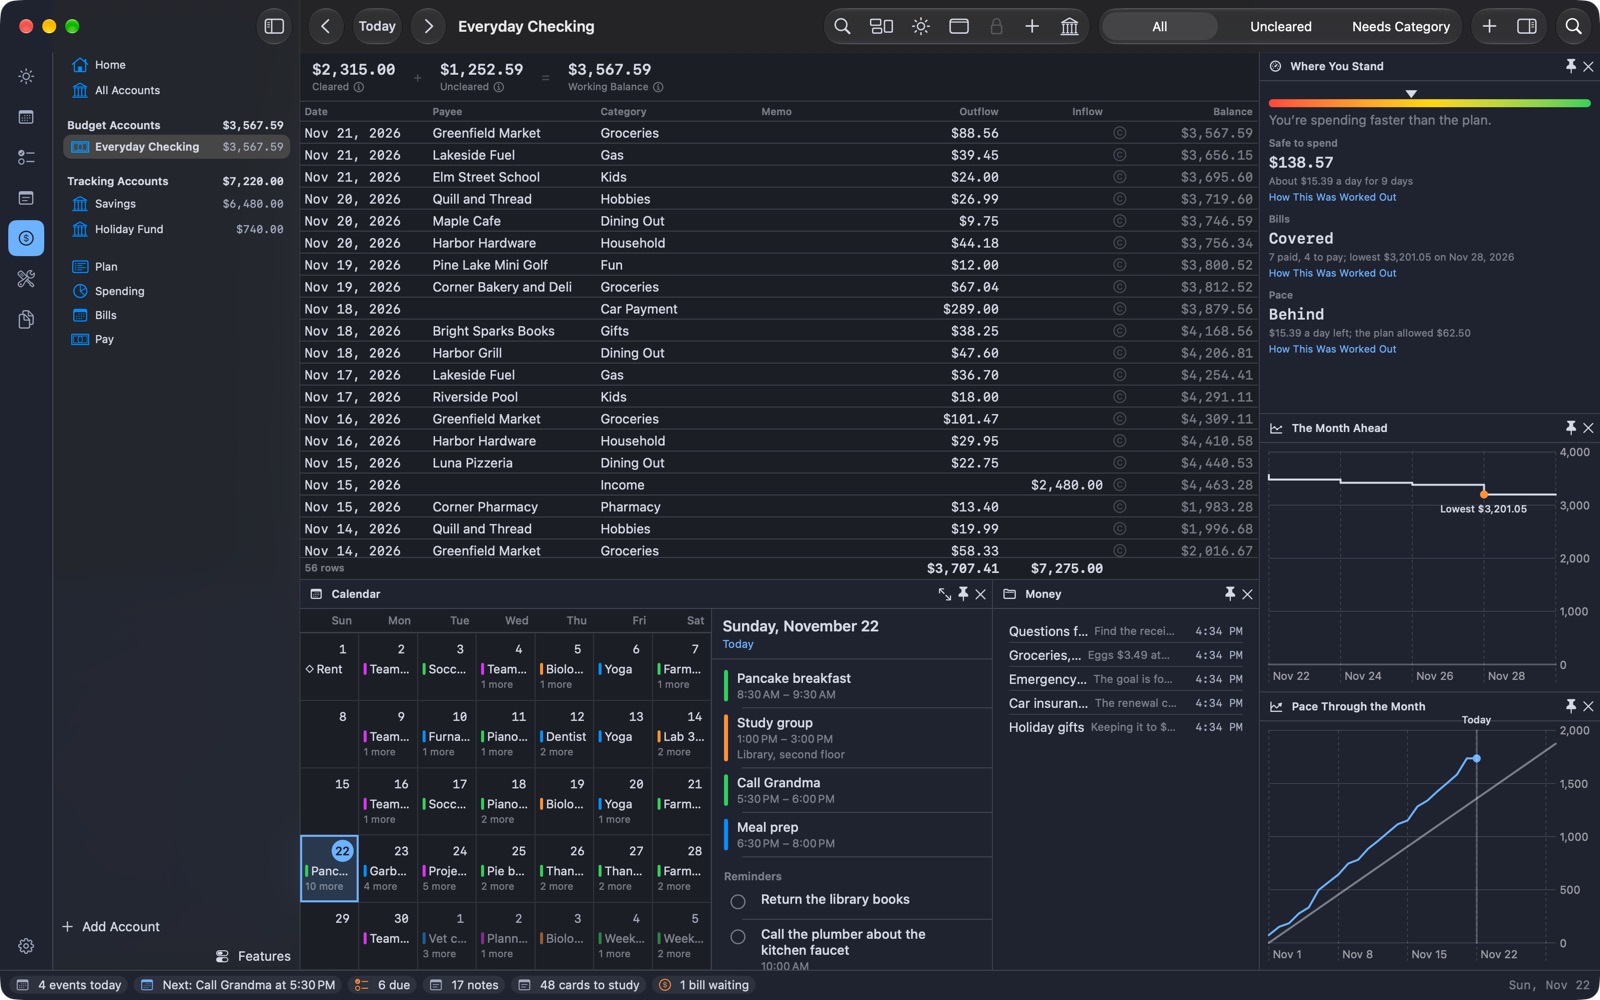 Today
Everyday Checking
All
Uncleared
Needs Category
Home
All Accounts
Budget Accounts $3,567.59
Everyday Checking $3,567.59
Tracking Accounts $7,220.00
Savings $6,480.00
Holiday Fund $740.00
Plan
Spending
Bills
Pay
Add Account
Features
$2,315.00 + $1,252.59 = $3,567.59
Cleared Uncleared Working Balance
Date Payee Category Memo Outflow Inflow Balance
Nov 21, 2026 Greenfield Market Groceries $88.56 $3,567.59
Nov 21, 2026 Lakeside Fuel Gas $39.45 $3,656.15
Nov 21, 2026 Elm Street School Kids $24.00 $3,695.60
Nov 20, 2026 Quill and Thread Hobbies $26.99 $3,719.60
Nov 20, 2026 Maple Cafe Dining Out $9.75 $3,746.59
Nov 20, 2026 Harbor Hardware Household $44.18 $3,756.34
Nov 19, 2026 Pine Lake Mini Golf Fun $12.00 $3,800.52
Nov 19, 2026 Corner Bakery and Deli Groceries $67.04 $3,812.52
Nov 18, 2026 Car Payment $289.00 $3,879.56
Nov 18, 2026 Bright Sparks Books Gifts $38.25 $4,168.56
Nov 18, 2026 Harbor Grill Dining Out $47.60 $4,206.81
Nov 17, 2026 Lakeside Fuel Gas $36.70 $4,254.41
Nov 17, 2026 Riverside Pool Kids $18.00 $4,291.11
Nov 16, 2026 Greenfield Market Groceries $101.47 $4,309.11
Nov 16, 2026 Harbor Hardware Household $29.95 $4,410.58
Nov 15, 2026 Luna Pizzeria Dining Out $22.75 $4,440.53
Nov 15, 2026 Income $2,480.00 $4,463.28
Nov 15, 2026 Corner Pharmacy Pharmacy $13.40 $1,983.28
Nov 14, 2026 Quill and Thread Hobbies $19.99 $1,996.68
Nov 14, 2026 Greenfield Market Groceries $58.33 $2,016.67
56 rows $3,707.41 $7,275.00
Calendar
Sun Mon Tue Wed Thu Fri Sat
1 2 3 4 5 6 7
Rent Team... Socc... Team... Biolo... Yoga Farm...
1 more 1 more 1 more
8 9 10 11 12 13 14
Team... Furna... Piano... Dentist Yoga Lab 3...
1 more 1 more 1 more 2 more 2 more
15 16 17 18 19 20 21
Team... Socc... Piano... Biolo... Yoga Farm...
1 more 2 more 1 more
22 23 24 25 26 27 28
Panc... Garb... Proje... Pie b... Than... Than... Farm...
10 more 4 more 5 more 2 more 2 more 2 more 2 more
29 30 1 2 3 4 5
Team... Vet c... Plann... Biolo... Week... Week...
3 more 1 more 1 more 2 more
Sunday, November 22
Today
Pancake breakfast
8:30 AM – 9:30 AM
Study group
1:00 PM – 3:00 PM
Library, second floor
Call Grandma
5:30 PM – 6:00 PM
Meal prep
6:30 PM – 8:00 PM
Reminders
Return the library books
Call the plumber about the
kitchen faucet
10:00 AM
Money
Questions f... Find the recei... 4:34 PM
Groceries,... Eggs $3.49 at... 4:34 PM
Emergency... The goal is fo... 4:34 PM
Car insuran... The renewal c... 4:34 PM
Holiday gifts Keeping it to $... 4:34 PM
Where You Stand
You're spending faster than the plan.
Safe to spend
$138.57
About $15.39 a day for 9 days
How This Was Worked Out
Bills
Covered
7 paid, 4 to pay; lowest $3,201.05 on Nov 28, 2026
How This Was Worked Out
Pace
Behind
$15.39 a day left; the plan allowed $62.50
How This Was Worked Out
The Month Ahead
4,000
3,000
Lowest $3,201.05
2,000
1,000
0
Nov 22 Nov 24 Nov 26 Nov 28
Pace Through the Month
Today
2,000
1,500
1,000
500
0
Nov 1 Nov 8 Nov 15 Nov 22
4 events today
Next: Call Grandma at 5:30 PM
6 due
17 notes
48 cards to study
1 bill waiting
Sun, Nov 22